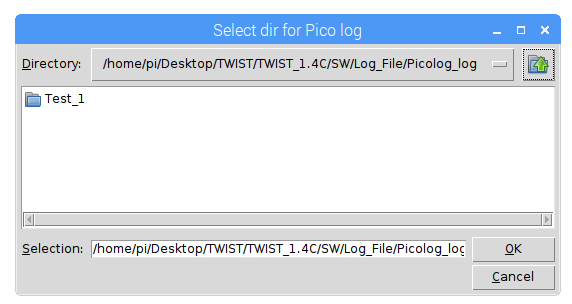 Select dir for Pico log
Directory: /home/pi/Desktop/TWIST/TWIST_1.4C/SW/Log_File/Picolog_log
Test_1
Selection: /home/pi/Desktop/TWIST/TWIST_1.4C/SW/Log_File/Picolog_log OK
Cancel